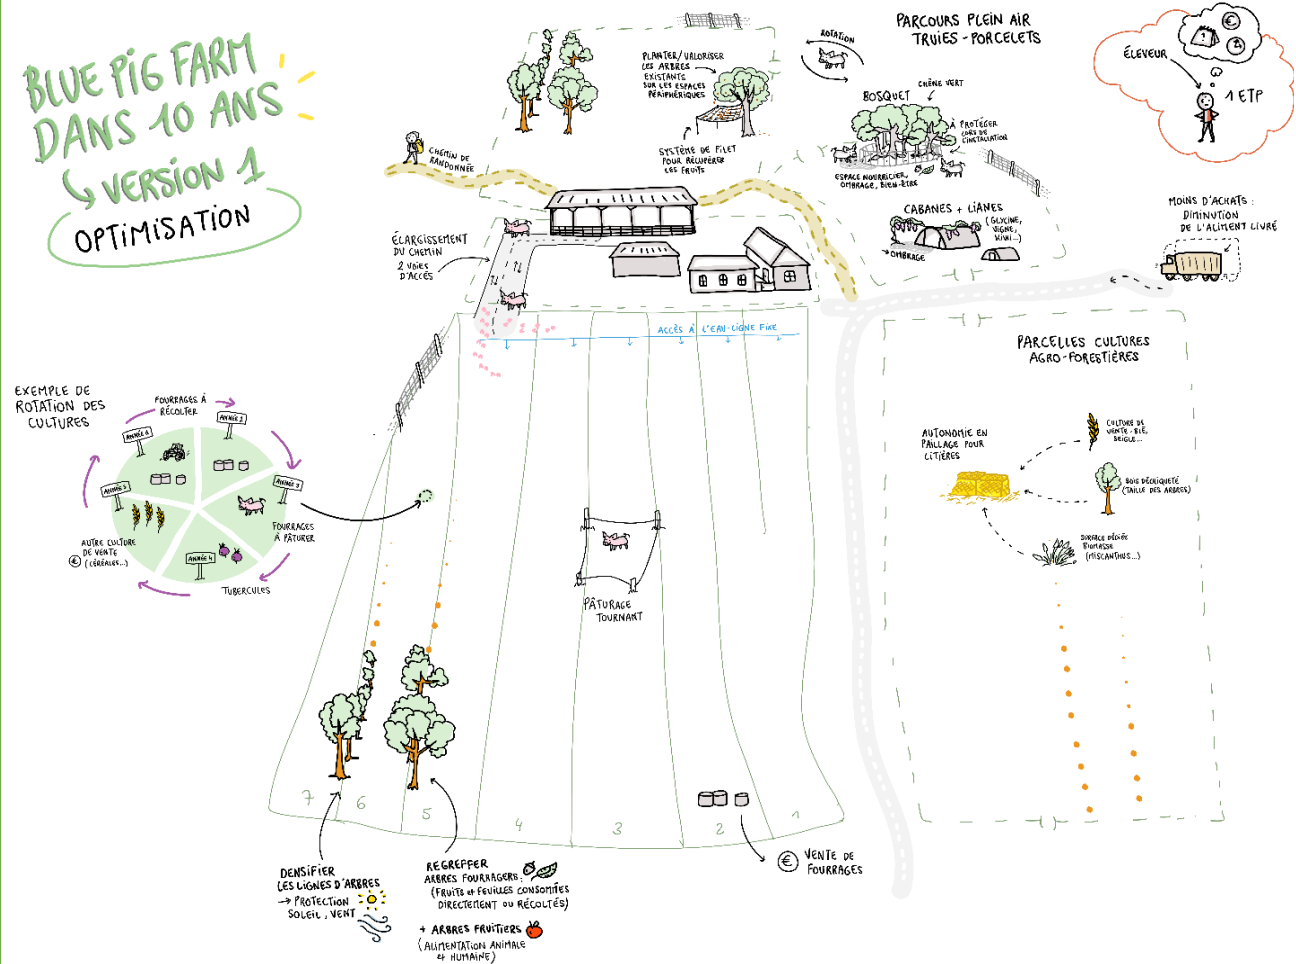 BLUE PIG FARM
DANS 10 ANS
VERSION 1
OPTIMISATION
CHEMIN DE
RANDONNÉE
PLANTER/VALORISER
LES ARBRES
EXISTANTS
SUR LES ESPACES
PÉRIPHÉRIQUES
SYSTÈME DE FILET
POUR RÉCUPÉRER
LES FRUITS
ROTATION
PARCOURS PLEIN AIR
TRUIES - PORCELETS
BOSQUET
CHÊNE VERT
À PROTÉGER
LORS DE
L'INSTALLATION
ESPACE NOURRICIER,
OMBRAGE, BIEN-ÊTRE
CABANES + LIANES
(GLYCINE,
VIGNE,
KIWI...)
→ OMBRAGE
ÉLEVEUR
€
1 ETP
MOINS D'ACHATS :
DIMINUTION
DE L'ALIMENT LIVRÉ
ÉLARGISSEMENT
DU CHEMIN
2 VOIES
D'ACCÈS
ACCÈS À L'EAU - LIGNE FIXE
EXEMPLE DE
ROTATION DES
CULTURES
FOURRAGES À
RÉCOLTER
ANNÉE 1
ANNÉE 2
ANNÉE 3
FOURRAGES
À PÂTURER
ANNÉE 4
TUBERCULES
ANNÉE 5
AUTRE CULTURE
DE VENTE
€ (CÉRÉALES...)
PÂTURAGE
TOURNANT
PARCELLES CULTURES
AGRO-FORESTIÈRES
AUTONOMIE EN
PAILLAGE POUR
LITIÈRES
CULTURE DE
VENTE - BLÉ,
SEIGLE...
BOIS DÉCHIQUETÉ
(TAILLE DES ARBRES)
SURFACE DÉDIÉE
BIOMASSE
(MISCANTHUS...)
7
6
5
4
3
2
1
DENSIFIER
LES LIGNES D'ARBRES
→ PROTECTION
SOLEIL, VENT
REGREFFER
ARBRES FOURRAGERS:
(FRUITS et FEUILLES CONSOMMÉES
DIRECTEMENT OU RÉCOLTÉS)
+ ARBRES FRUITIERS
(ALIMENTATION ANIMALE
et HUMAINE)
€ VENTE DE
FOURRAGES